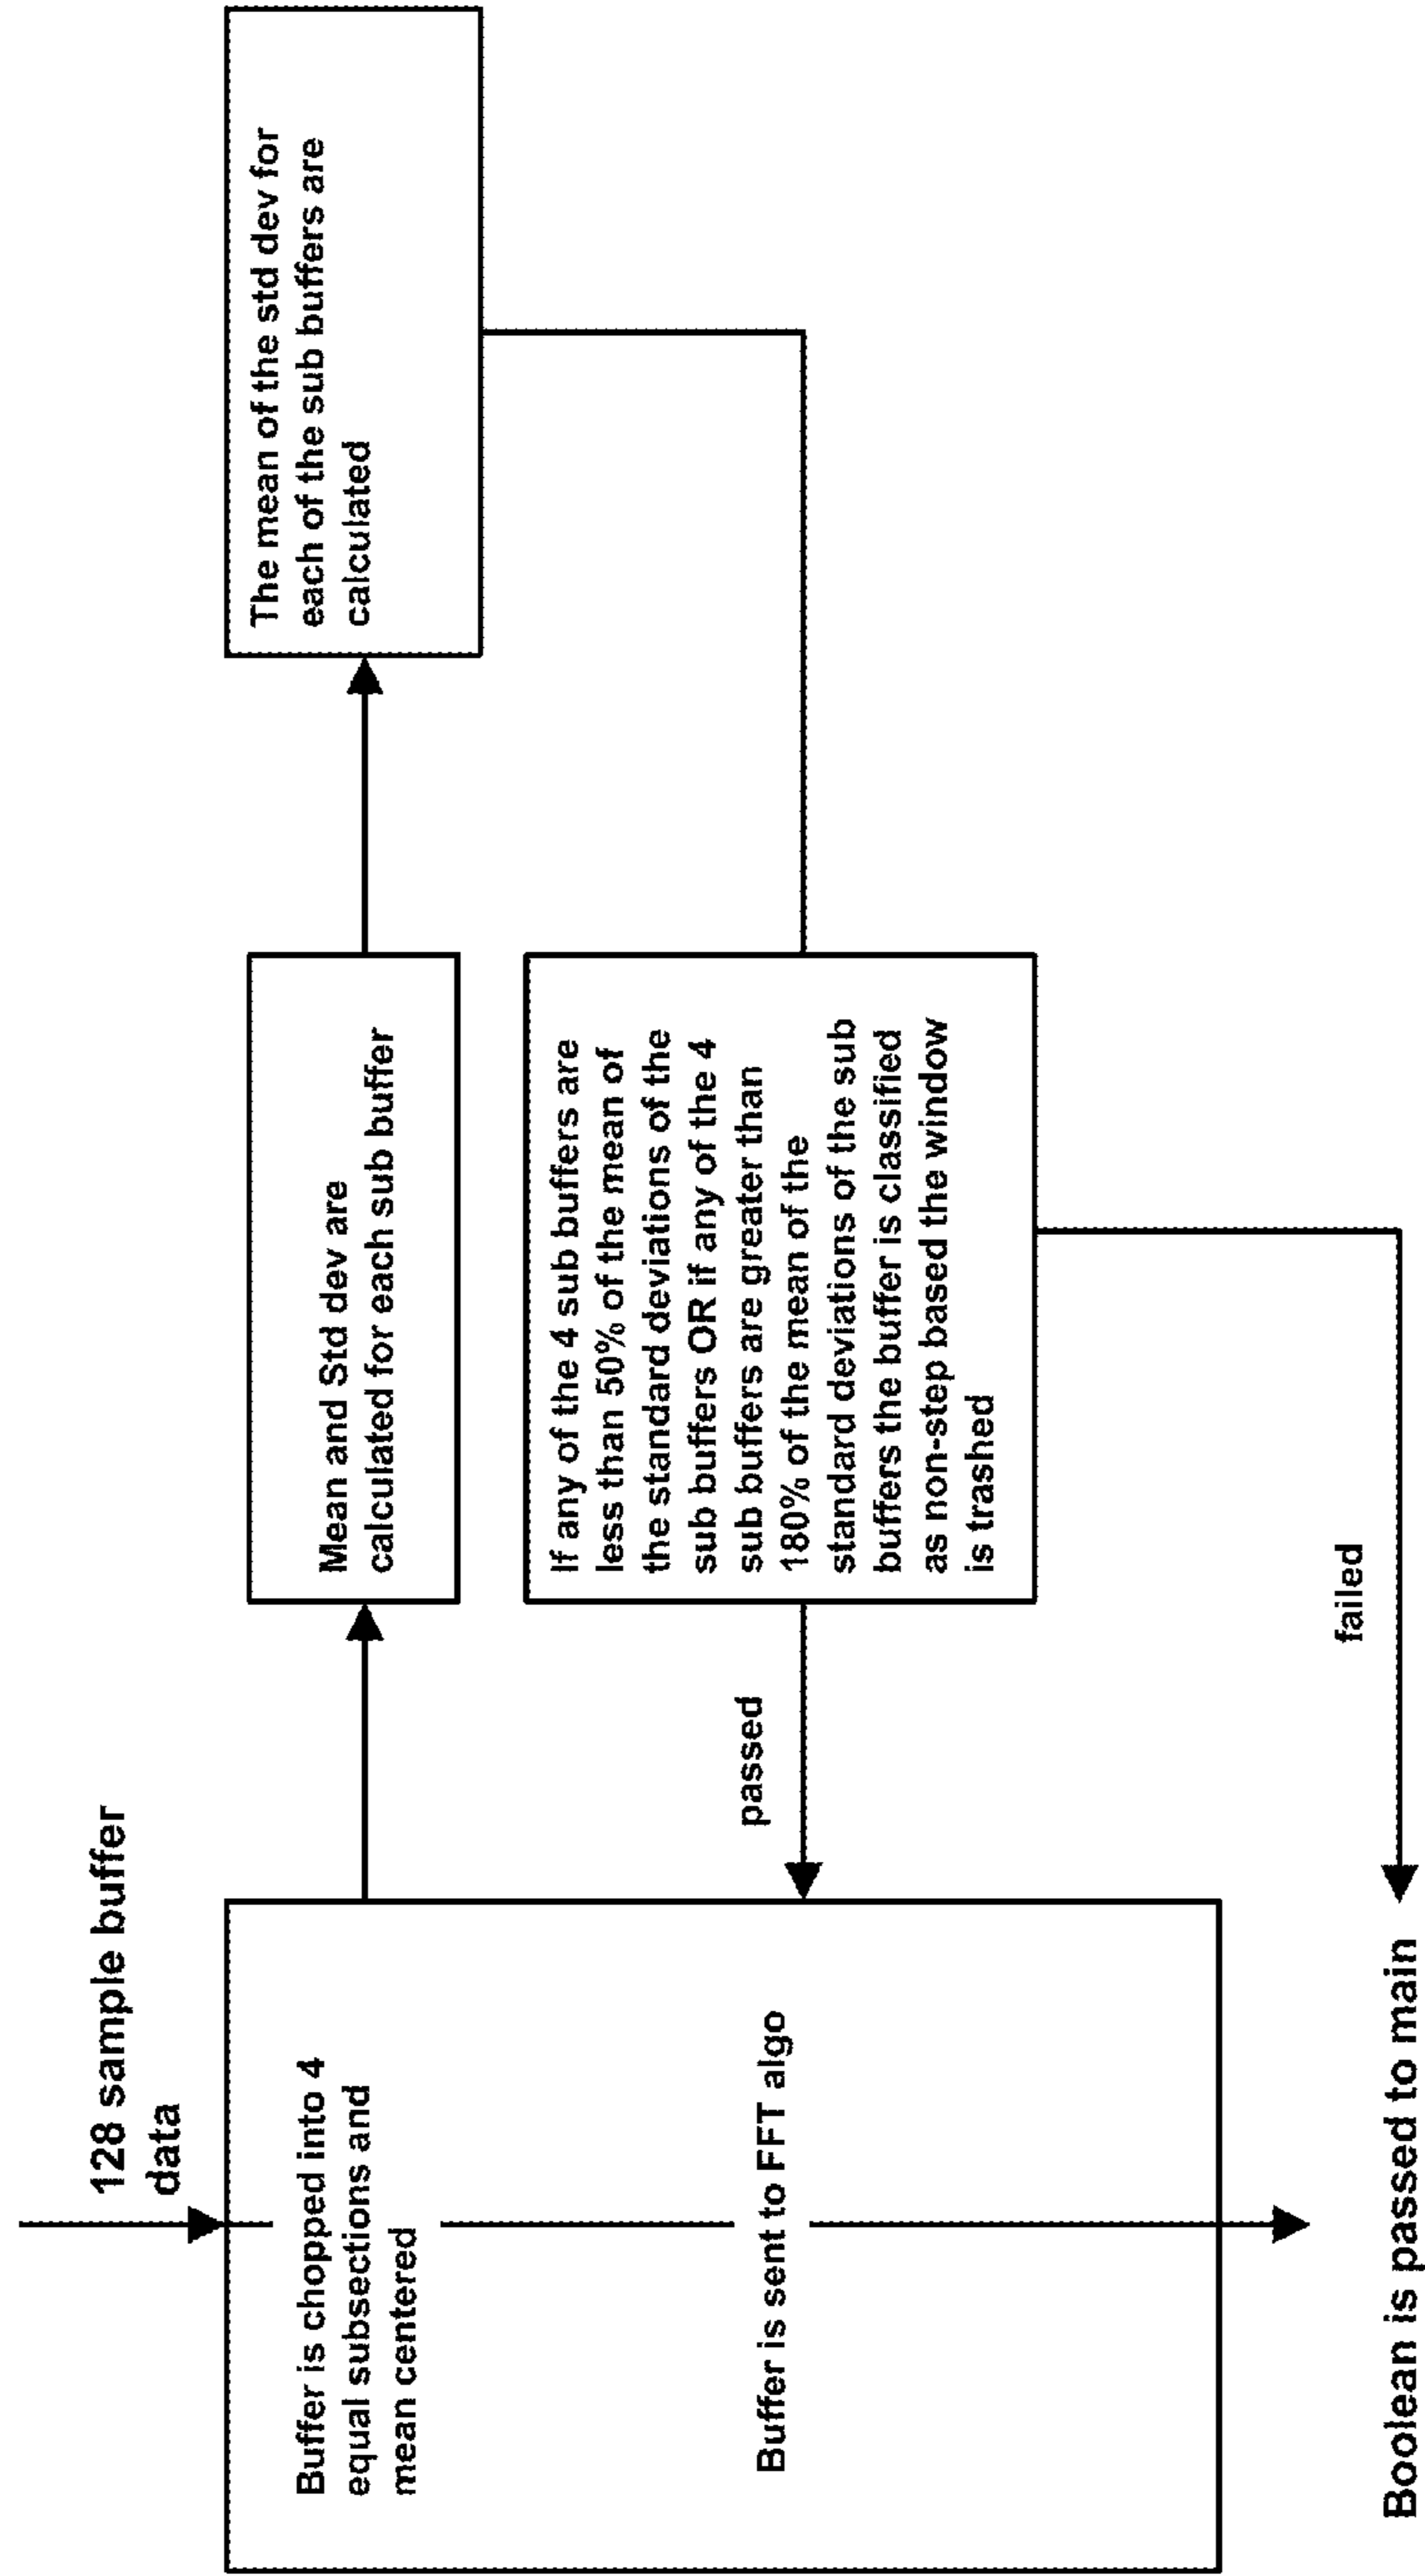 128 sample buffer
data
Buffer is chopped into 4
equal subsections and
mean centered
Mean and Std dev are
calculated for each sub buffer
The mean of the std dev for
each of the sub buffers are
calculated
If any of the 4 sub buffers are
less than 50% of the mean of
the standard deviations of the
sub buffers OR if any of the 4
sub buffers are greater than
180% of the mean of the
standard deviations of the sub
buffers the buffer is classified
as non-step based the window
is trashed
passed
Buffer is sent to FFT algo
failed
Boolean is passed to main